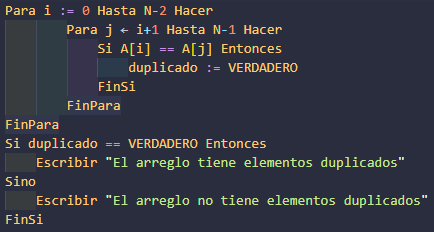 Para i := 0 Hasta N-2 Hacer
Para j ← i+1 Hasta N-1 Hacer
Si A[i] == A[j] Entonces
duplicado := VERDADERO
FinSi
FinPara
FinPara
Si duplicado == VERDADERO Entonces
Escribir "El arreglo tiene elementos duplicados"
Sino
Escribir "El arreglo no tiene elementos duplicados"
FinSi